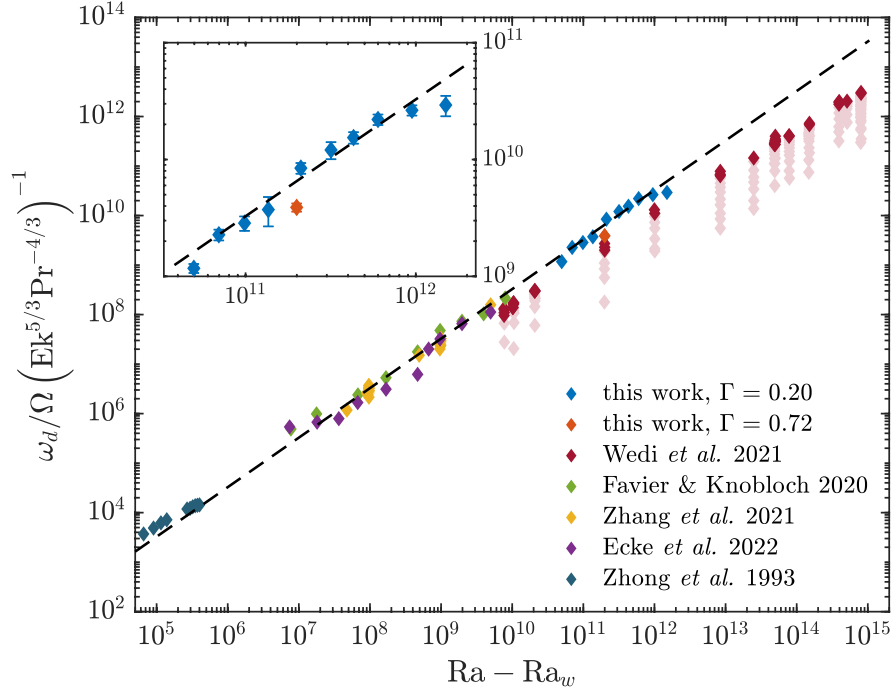 10^14
10^12
10^10
10^8
10^6
10^4
10^2
ω_d/Ω (Ek^{5/3}Pr^{−4/3})^{−1}
10^11
10^10
10^9
10^11
10^12
this work, Γ = 0.20
this work, Γ = 0.72
Wedi et al. 2021
Favier & Knobloch 2020
Zhang et al. 2021
Ecke et al. 2022
Zhong et al. 1993
10^5
10^6
10^7
10^8
10^9
10^10
10^11
10^12
10^13
10^14
10^15
Ra − Ra_w